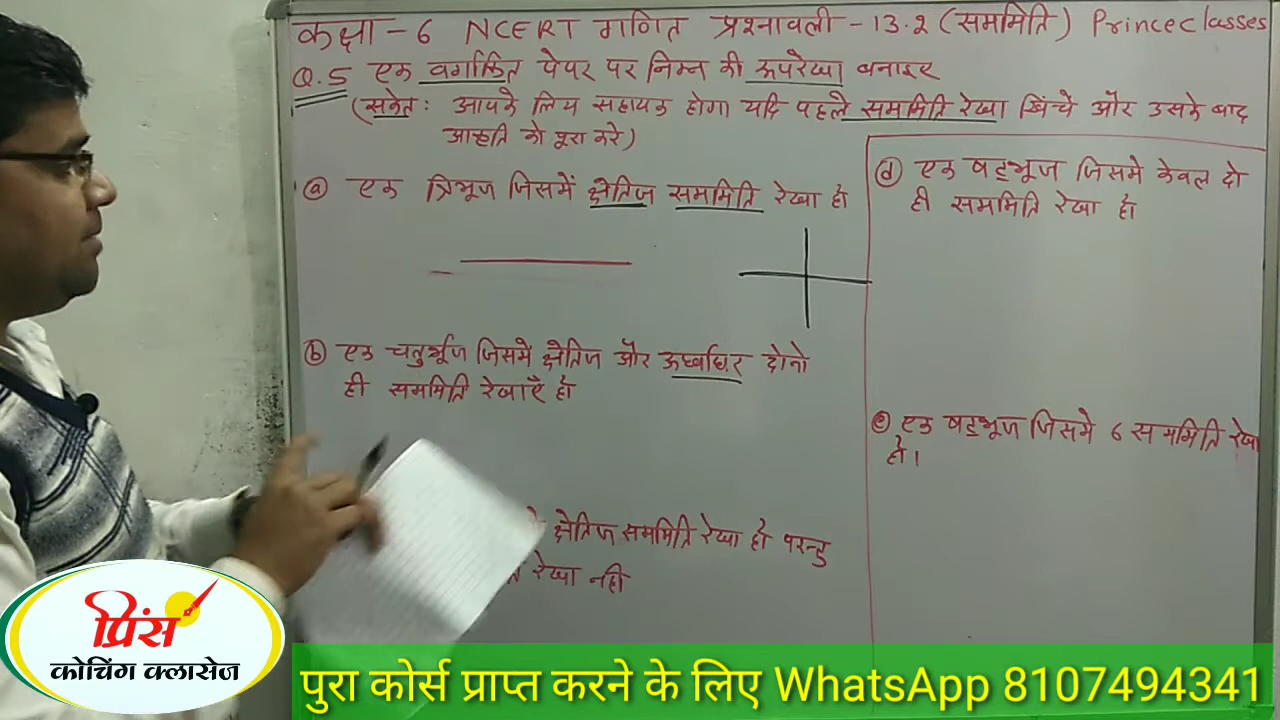 कक्षा - 6 NCERT गणित प्रश्नावली - 13.2 (सममिति) Prince classes
Q.5 एक वर्गांकित पेपर पर निम्न की रूपरेखा बनाइए
(संकेत: आपके लिय सहायक होगा यदि पहले सममिति रेखा खिंचे और उसके बाद
आकृति को पूरा करे)
(a) एक त्रिभूज जिसमें क्षेतिज सममिति रेखा हो
(b) एक चतुर्भूज जिसमे क्षेतिज और ऊर्ध्वाधर दोनो
ही सममिति रेखाएँ हो
क्षेतिज सममिति रेखा हो परन्तु
रेखा नही
(d) एक षट्भूज जिसमे केवल दो
ही सममिति रेखा हो
(e) एक षट्भूज जिसमे 6 सममिति रेखा
हो।
प्रिंस
कोचिंग क्लासेज
पुरा कोर्स प्राप्त करने के लिए WhatsApp 8107494341